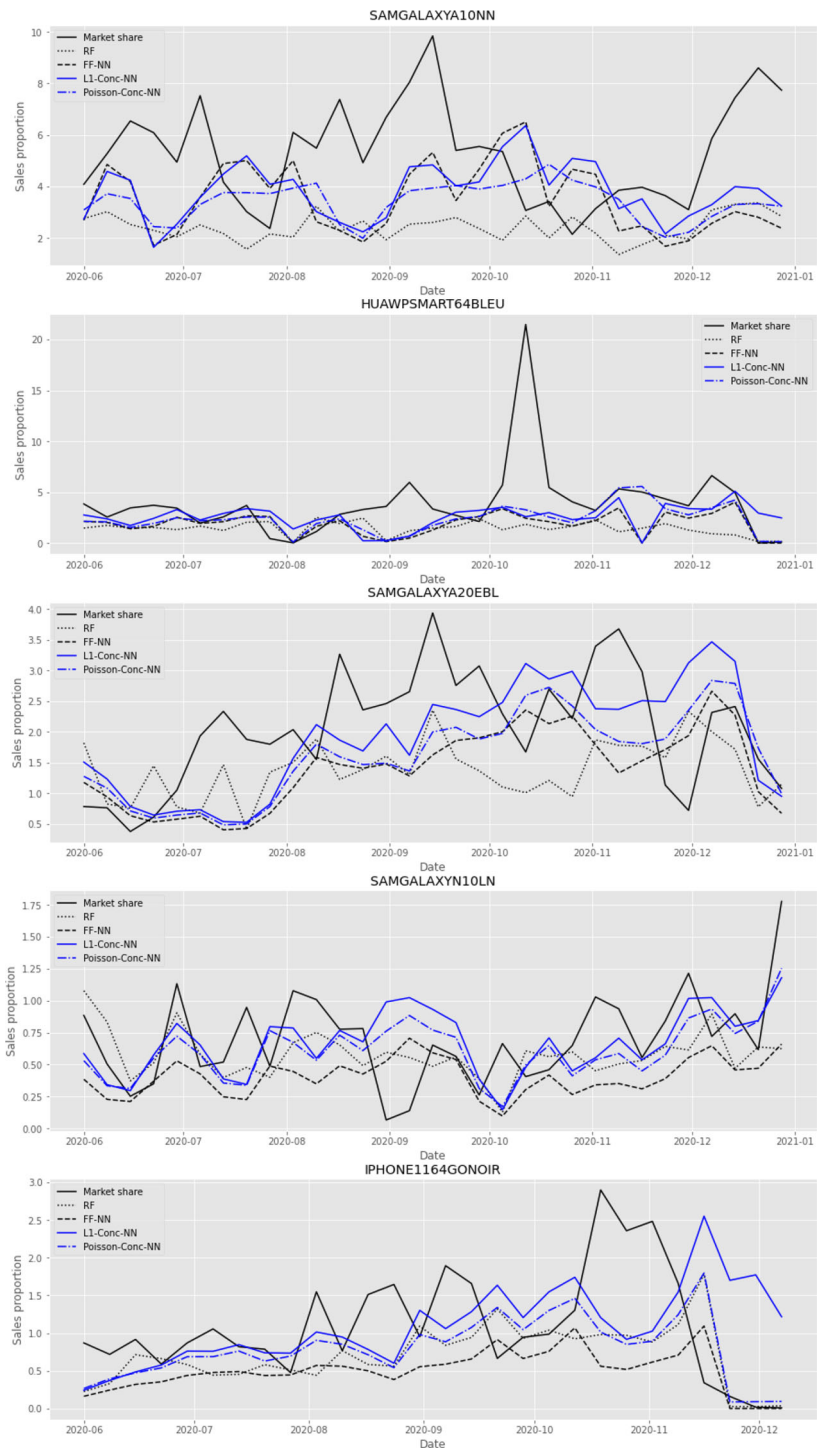 SAMGALAXYA10NN
10
8
6
4
2
Sales proportion
Market share
RF
FF-NN
L1-Conc-NN
Poisson-Conc-NN
2020-06 2020-07 2020-08 2020-09 2020-10 2020-11 2020-12 2021-01
Date
HUAWPSMART64BLEU
20
15
10
5
0
Sales proportion
Market share
RF
FF-NN
L1-Conc-NN
Poisson-Conc-NN
2020-06 2020-07 2020-08 2020-09 2020-10 2020-11 2020-12 2021-01
Date
SAMGALAXYA20EBL
4.0
3.5
3.0
2.5
2.0
1.5
1.0
0.5
Sales proportion
Market share
RF
FF-NN
L1-Conc-NN
Poisson-Conc-NN
2020-06 2020-07 2020-08 2020-09 2020-10 2020-11 2020-12 2021-01
Date
SAMGALAXYN10LN
1.75
1.50
1.25
1.00
0.75
0.50
0.25
0.00
Sales proportion
Market share
RF
FF-NN
L1-Conc-NN
Poisson-Conc-NN
2020-06 2020-07 2020-08 2020-09 2020-10 2020-11 2020-12 2021-01
Date
IPHONE1164GONOIR
3.0
2.5
2.0
1.5
1.0
0.5
0.0
Sales proportion
Market share
RF
FF-NN
L1-Conc-NN
Poisson-Conc-NN
2020-06 2020-07 2020-08 2020-09 2020-10 2020-11 2020-12
Date